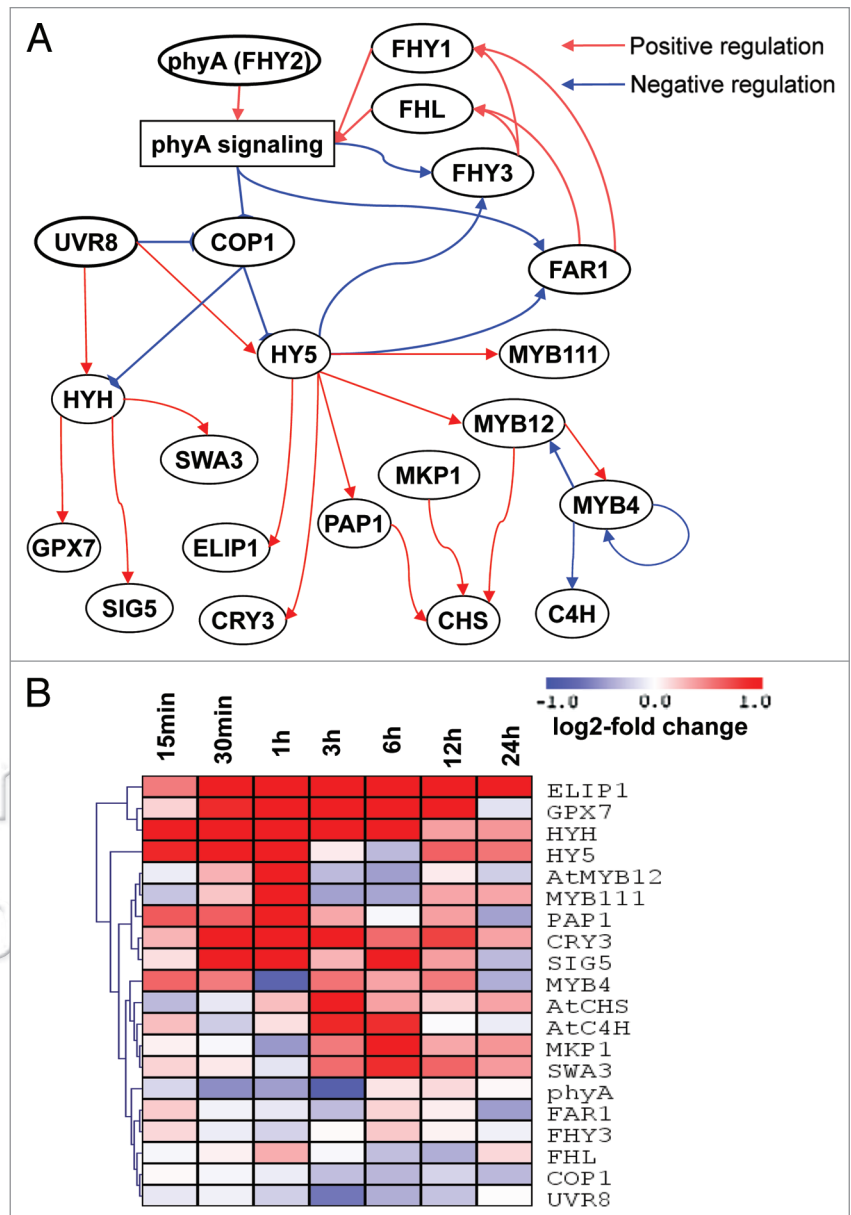 A
phyA (FHY2)
FHY1
Positive regulation
Negative regulation
FHL
phyA signaling
FHY3
UVR8
COP1
FAR1
HY5
MYB111
HYH
MYB12
SWA3
MKP1
MYB4
PAP1
GPX7
ELIP1
SIG5
CRY3
CHS
C4H
B
-1.0 0.0 1.0
log2-fold change
15min 30min 1h 3h 6h 12h 24h
ELIP1
GPX7
HYH
HY5
AtMYB12
MYB111
PAP1
CRY3
SIG5
MYB4
AtCHS
AtC4H
MKP1
SWA3
phyA
FAR1
FHY3
FHL
COP1
UVR8